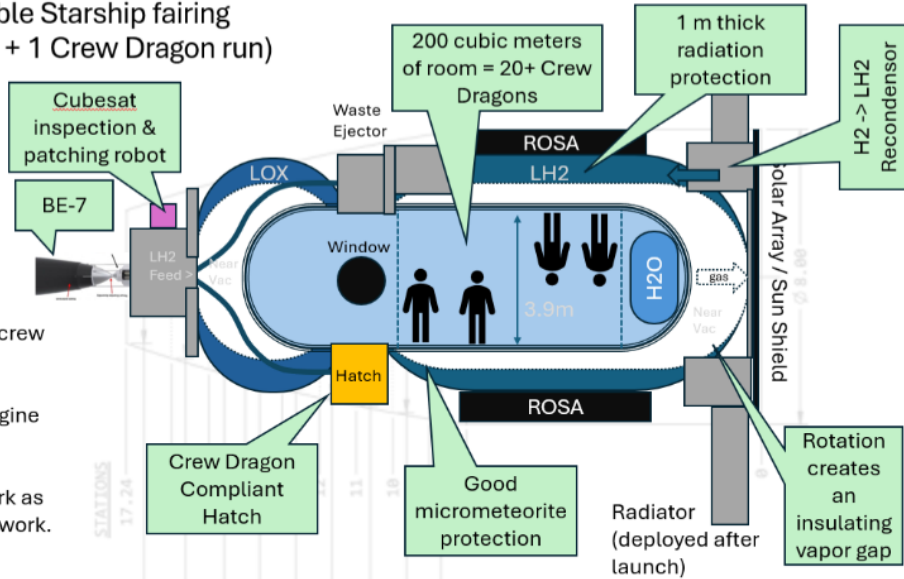 ble Starship fairing
+ 1 Crew Dragon run)
Cubesat
inspection &
patching robot
BE-7
Waste
Ejector
200 cubic meters
of room = 20+ Crew
Dragons
1 m thick
radiation
protection
H2 -> LH2
Recondensor
ROSA
LOX
LH2
LH2
Feed >
Near
Vac
Window
3.9m
H2O
gas
Near
Vac
Solar Array / Sun Shield
Ø 8.00
crew
gine
rk as
work.
Hatch
ROSA
Crew Dragon
Compliant
Hatch
Good
micrometeorite
protection
Radiator
(deployed after
launch)
Rotation
creates
an
insulating
vapor gap
STATIONS
17.24
12
11
10
0